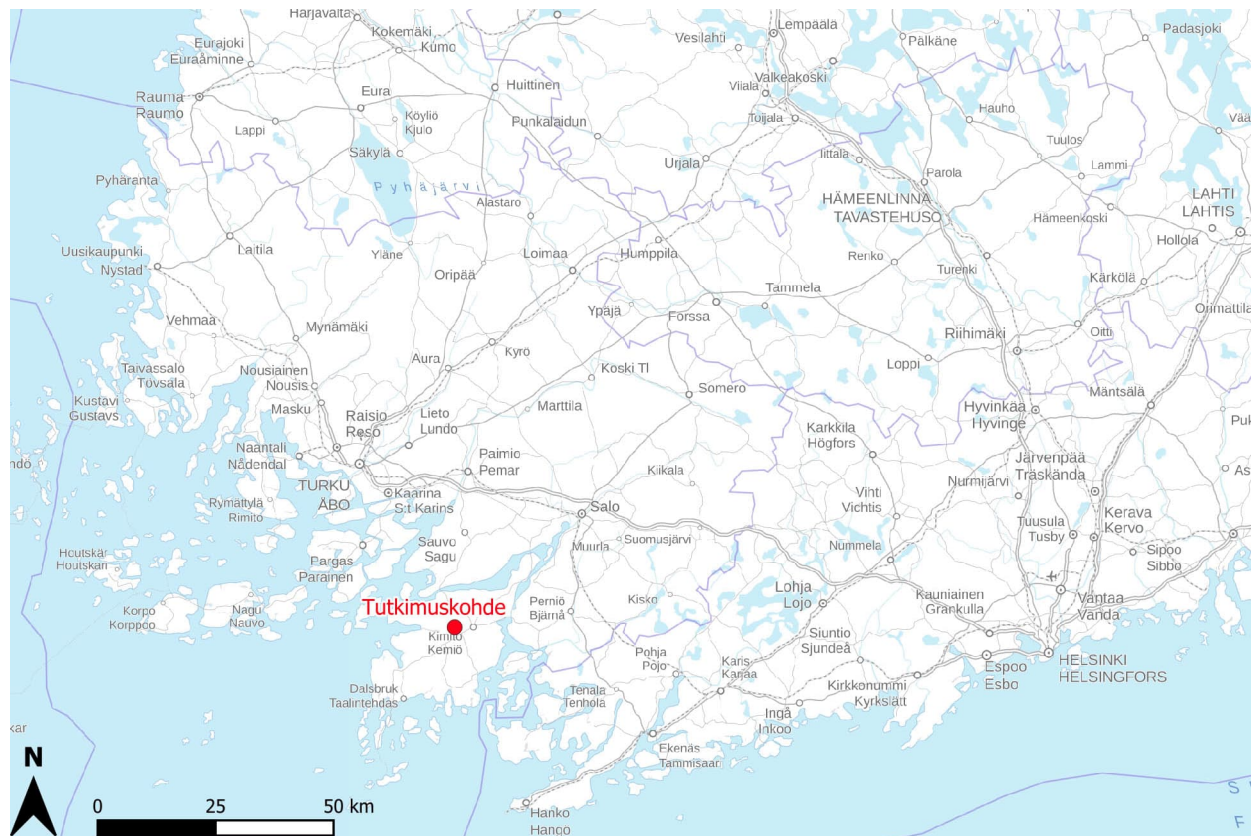 Harjavalta
Kokemäki
Kumo
Eurajoki
Euraåminne
Lempäälä
Vesilahti
Pälkäne
Padasjoki
Rauma
Raumo
Eura
Huittinen
Valkeakoski
Viiala
Lappi
Köyliö
Kjulo
Punkalaidun
Toijala
Hauho
Tuulos
Vää
Säkylä
Urjala
Iittala
Lammi
Pyhäranta
Pyhäjärvi
Parola
Alastaro
HÄMEENLINNA
TAVASTEHUS
LAHTI
LAHTIS
Hämeenkoski
Uusikaupunki
Nystad
Laitila
Yläne
Oripää
Loimaa
Humppila
Renko
Turenki
Hollola
Kärkölä
Tammela
Ypäjä
Forssa
Orimattila
Vehmaa
Mynämäki
Riihimäki
Oitti
Aura
Kyrö
Loppi
Taivassalo
Tövsala
Nousiainen
Nousis
Koski Tl
Somero
Mäntsälä
Kustavi
Gustavs
Masku
Raisio
Reso
Lieto
Lundo
Marttila
Hyvinkää
Hyvinge
Puk
Karkkila
Högfors
Naantali
Nådendal
Paimio
Pemar
Kiikala
Järvenpää
Träskända
As
ndö
TURKU
ÅBO
Kaarina
S:t Karins
Nurmijärvi
Rymättylä
Rimito
Salo
Vihti
Vichtis
Kerava
Kervo
Tuusula
Tusby
Sauvo
Sagu
Muurla
Suomusjärvi
Nummela
Sipoo
Sibbo
Houtskär
Houtskari
Pargas
Parainen
Korpo
Korppoo
Nagu
Nauvo
Tutkimuskohde
Perniö
Bjärnå
Kisko
Lohja
Lojo
Kauniainen
Grankulla
Vantaa
Vanda
Kimito
Kemiö
Siuntio
Sjundeå
Pohja
Pojo
Karis
Karjaa
Espoo
Esbo
HELSINKI
HELSINGFORS
Dalsbruk
Taalintehdas
Tenala
Tenhola
Kirkkonummi
Kyrkslätt
Ingå
Inkoo
kar
Ekenäs
Tammisaari
N
0 25 50 km
Hanko
Hangö
S
F